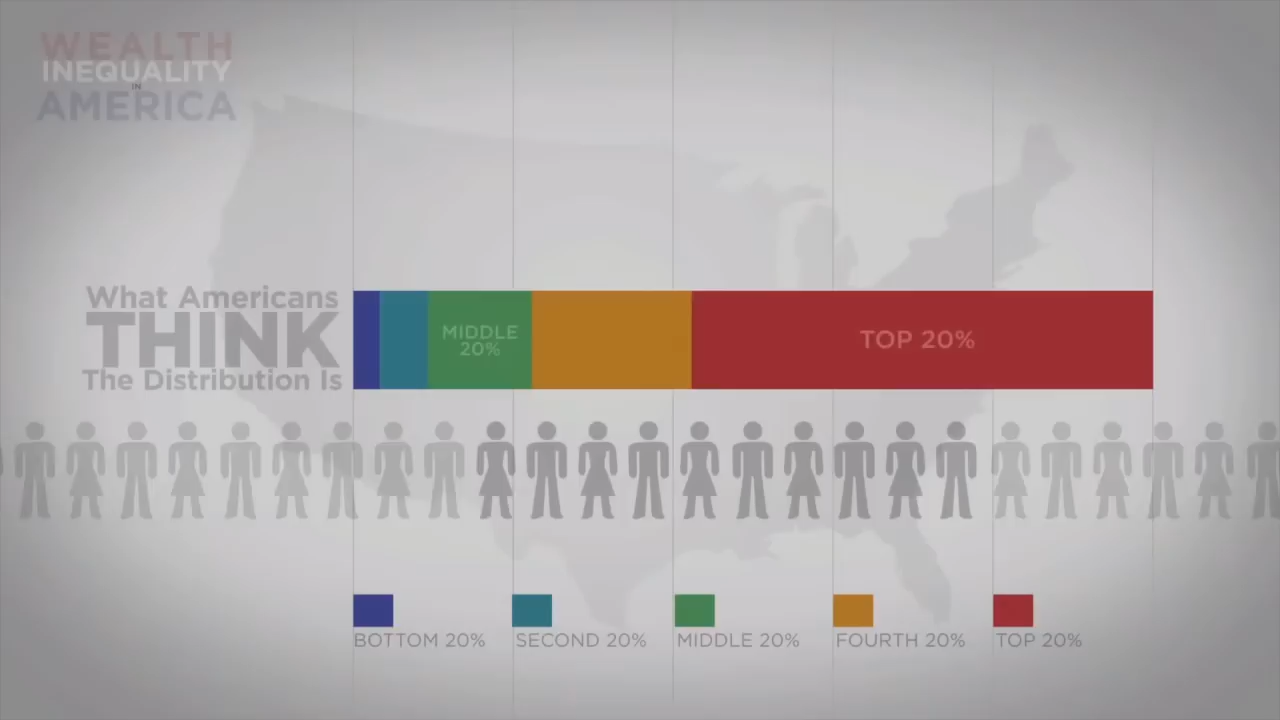 WEALTH
INEQUALITY
IN
AMERICA
What Americans
THINK
The Distribution Is
MIDDLE
20%
TOP 20%
BOTTOM 20%
SECOND 20%
MIDDLE 20%
FOURTH 20%
TOP 20%